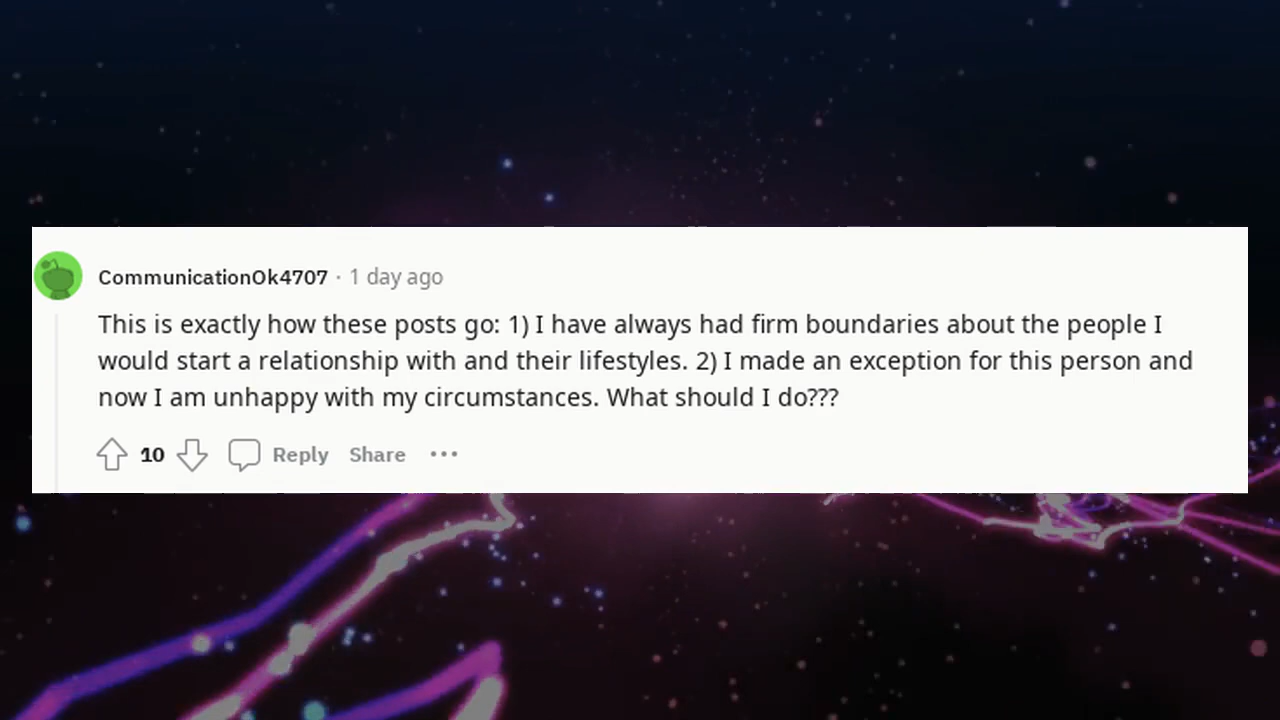 CommunicationOk4707 · 1 day ago
This is exactly how these posts go: 1) I have always had firm boundaries about the people I
would start a relationship with and their lifestyles. 2) I made an exception for this person and
now I am unhappy with my circumstances. What should I do???
10 Reply Share •••